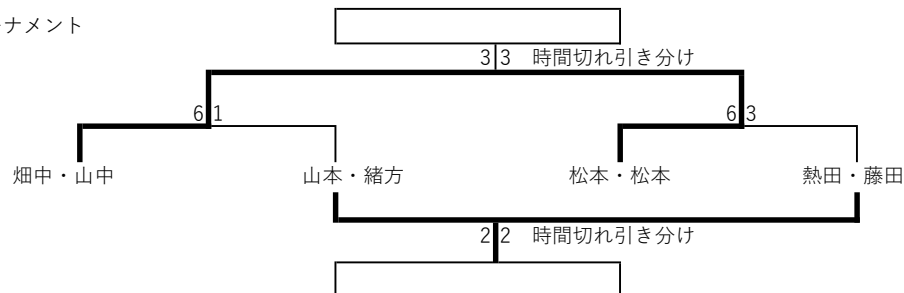 ナメント
3 3 時間切れ引き分け
6 1
6 3
畑中・山中 山本・緒方 松本・松本 熱田・藤田
2 2 時間切れ引き分け